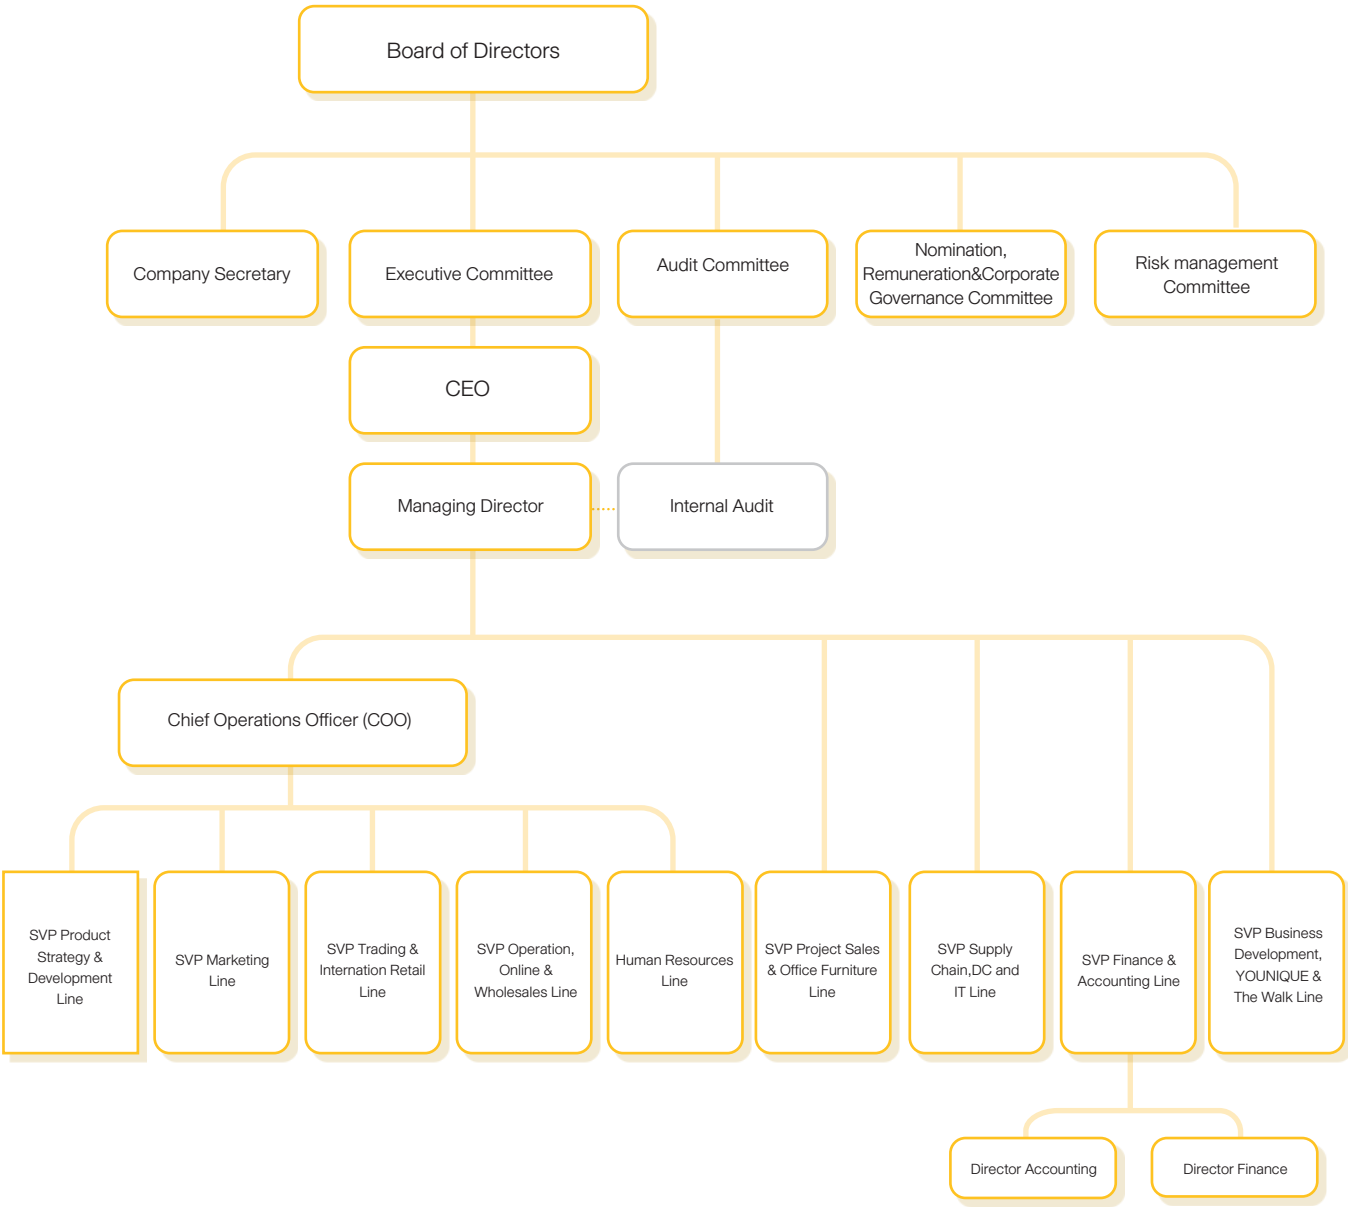 Board of Directors
Company Secretary
Executive Committee
Audit Committee
Nomination,
Remuneration&Corporate
Governance Committee
Risk management
Committee
CEO
Managing Director
Internal Audit
Chief Operations Officer (COO)
SVP Product
Strategy &
Development
Line
SVP Marketing
Line
SVP Trading &
Internation Retail
Line
SVP Operation,
Online &
Wholesales Line
Human Resources
Line
SVP Project Sales
& Office Furniture
Line
SVP Supply
Chain,DC and
IT Line
SVP Finance &
Accounting Line
SVP Business
Development,
YOUNIQUE &
The Walk Line
Director Accounting
Director Finance